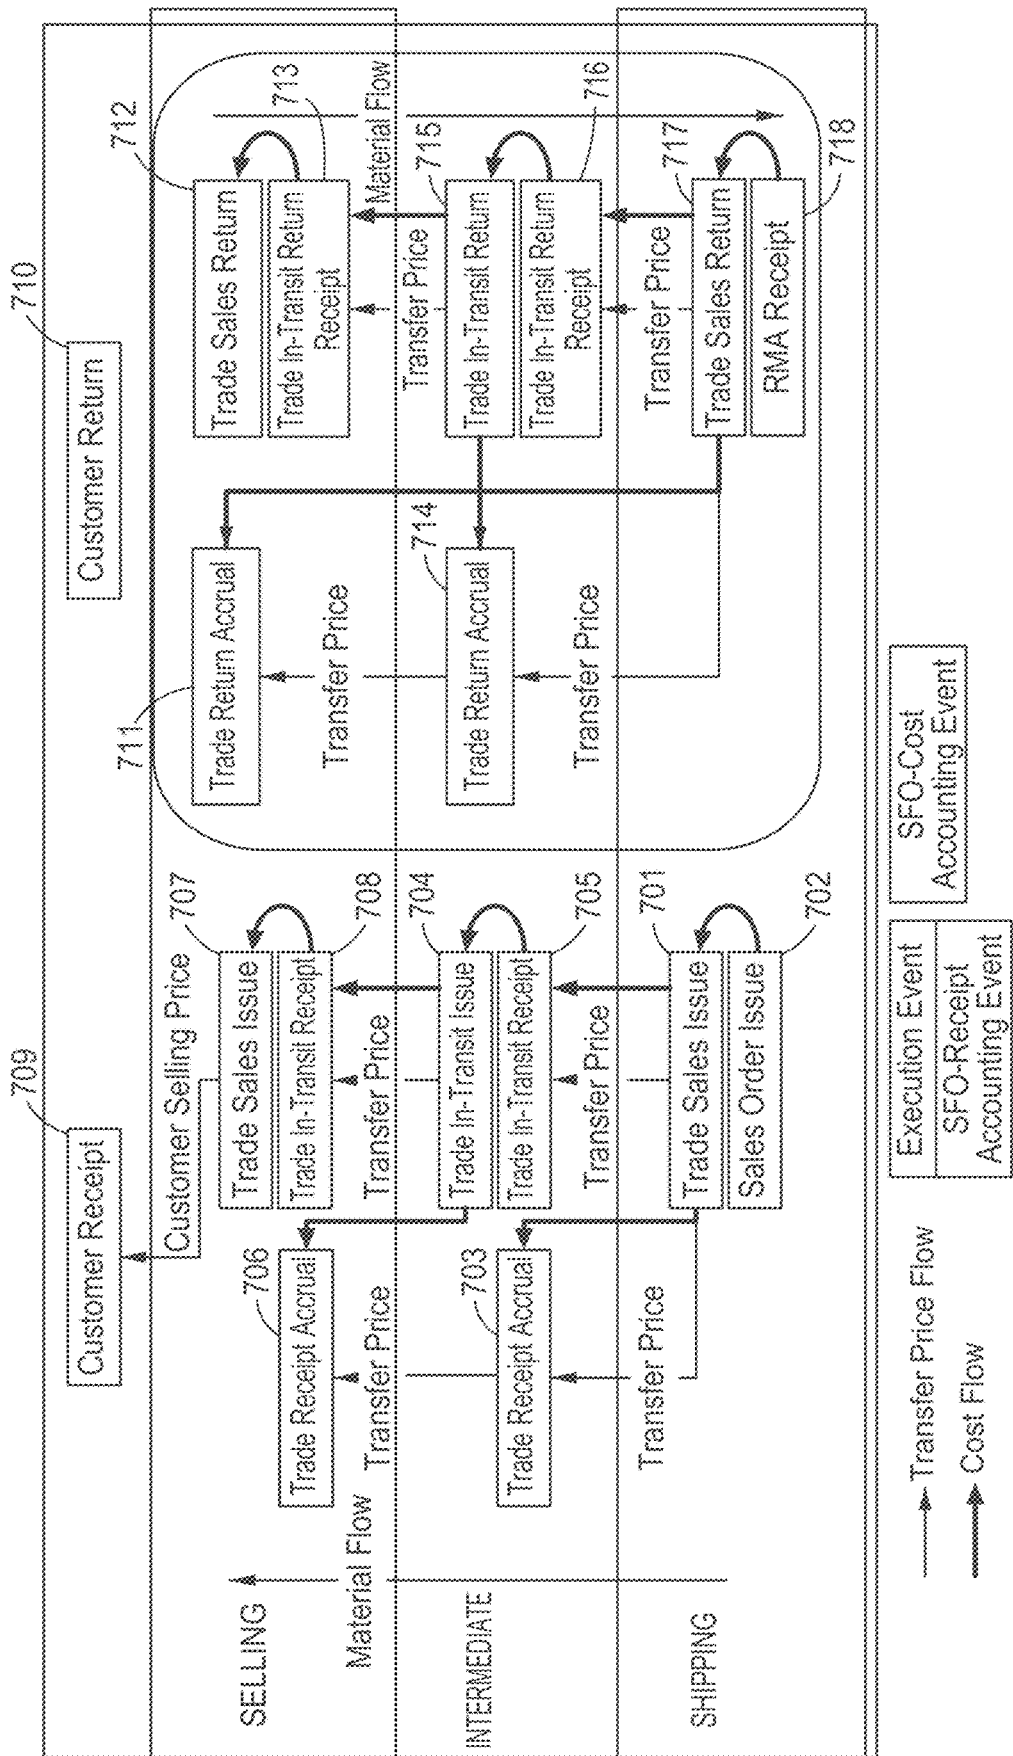 709
Customer Receipt
710
Customer Return
SELLING
Customer Selling Price
707
Trade Sales Issue
Trade In-Transit Receipt
708
706
Trade Receipt Accrual
Material Flow
Transfer Price
Transfer Price
711
Trade Return Accrual
Transfer Price
712
Trade Sales Return
Trade In-Transit Return
Receipt
713
Material Flow
Transfer Price
INTERMEDIATE
704
Trade In-Transit Issue
Trade In-Transit Receipt
705
703
Trade Receipt Accrual
Transfer Price
Transfer Price
714
Trade Return Accrual
Transfer Price
715
Trade In-Transit Return
Trade In-Transit Return
Receipt
716
Transfer Price
SHIPPING
701
Trade Sales Issue
Sales Order Issue
702
717
Trade Sales Return
RMA Receipt
718
Transfer Price Flow
Cost Flow
Execution Event
SFO-Receipt
Accounting Event
SFO-Cost
Accounting Event